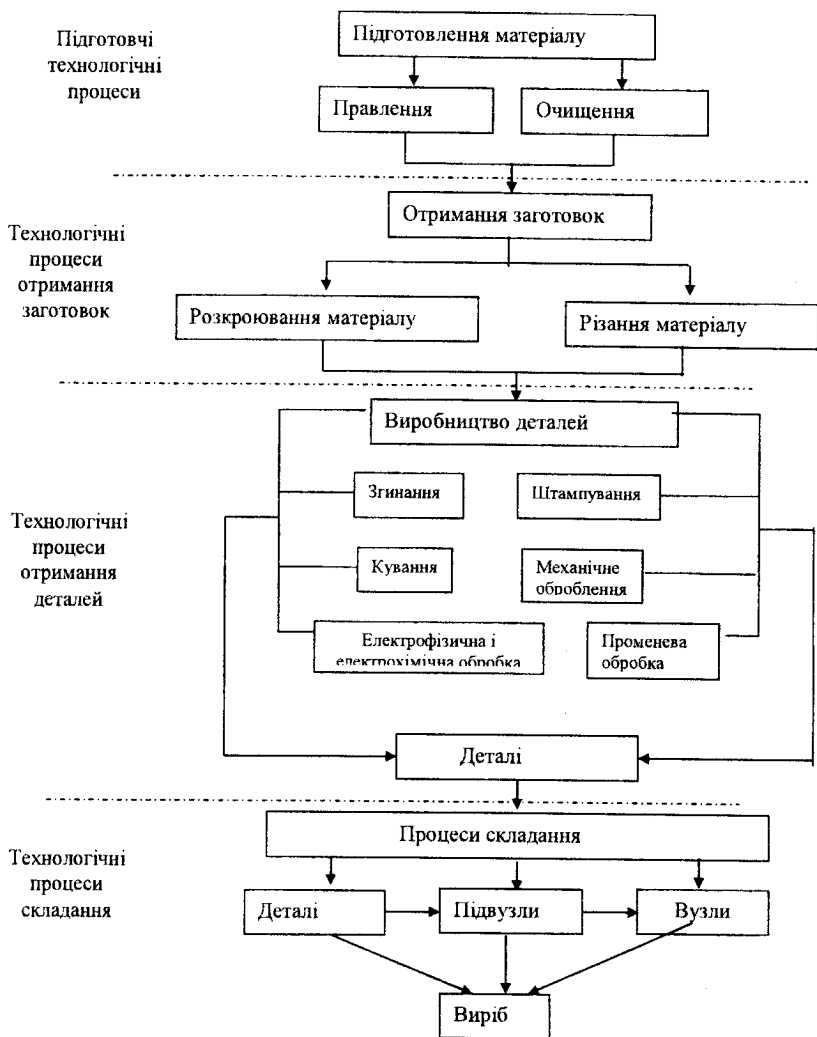 Підготовчі
технологічні
процеси
Підготовлення матеріалу
Правлення
Очищення
Технологічні
процеси
отримання
заготовок
Отримання заготовок
Розкроювання матеріалу
Різання матеріалу
Технологічні
процеси
отримання
деталей
Виробництво деталей
Згинання
Штампування
Кування
Механічне
оброблення
Електрофізична і
електрохімічна обробка
Променева
обробка
Деталі
Технологічні
процеси
складання
Процеси складання
Деталі
Підвузли
Вузли
Виріб